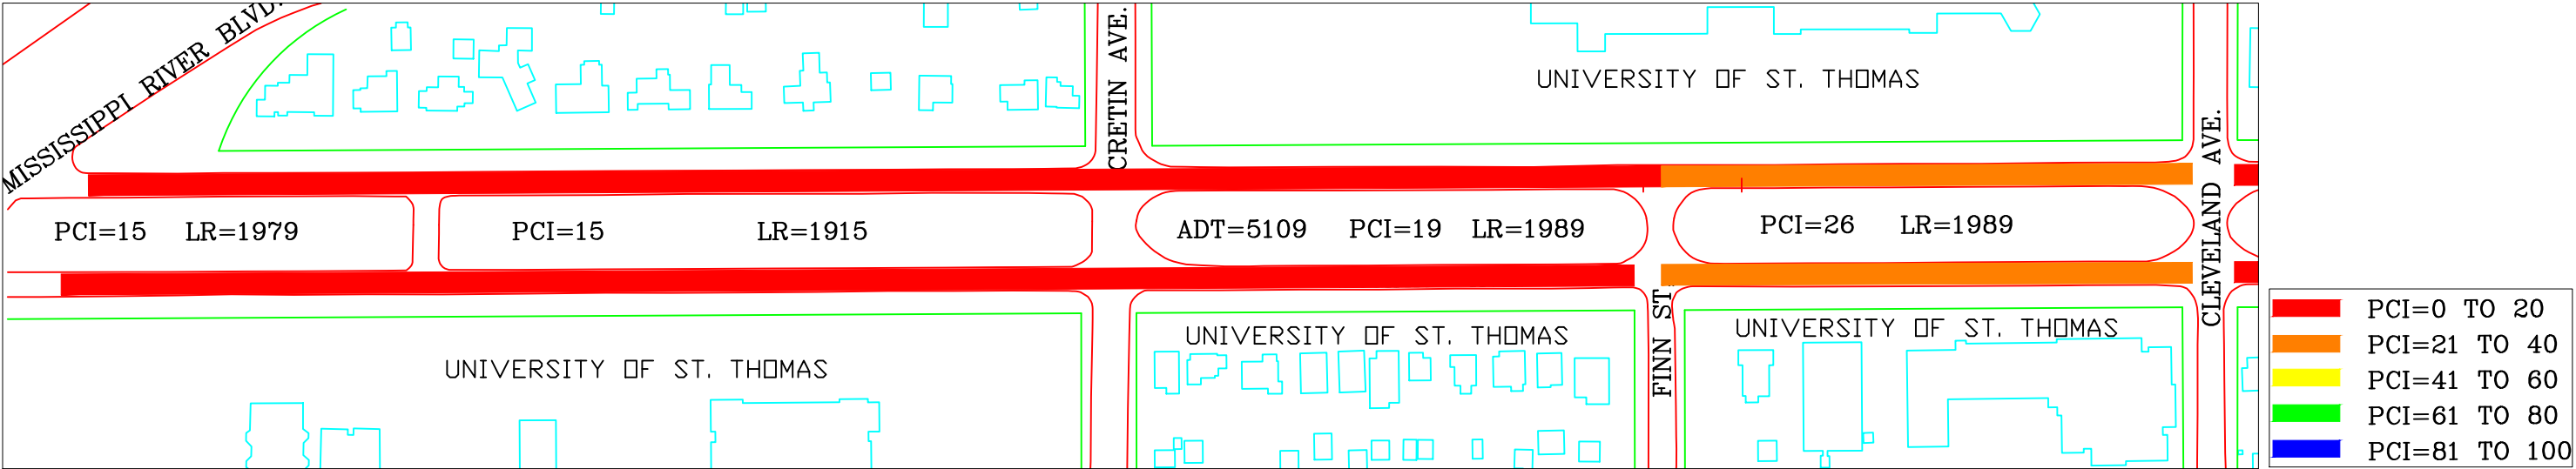 MISSISSIPPI RIVER BLVD.
CRETIN AVE.
UNIVERSITY OF ST. THOMAS
CLEVELAND AVE.
PCI=15 LR=1979
PCI=15 LR=1915
ADT=5109 PCI=19 LR=1989
PCI=26 LR=1989
FINN ST.
UNIVERSITY OF ST. THOMAS
UNIVERSITY OF ST. THOMAS
UNIVERSITY OF ST. THOMAS
PCI=0 TO 20
PCI=21 TO 40
PCI=41 TO 60
PCI=61 TO 80
PCI=81 TO 100